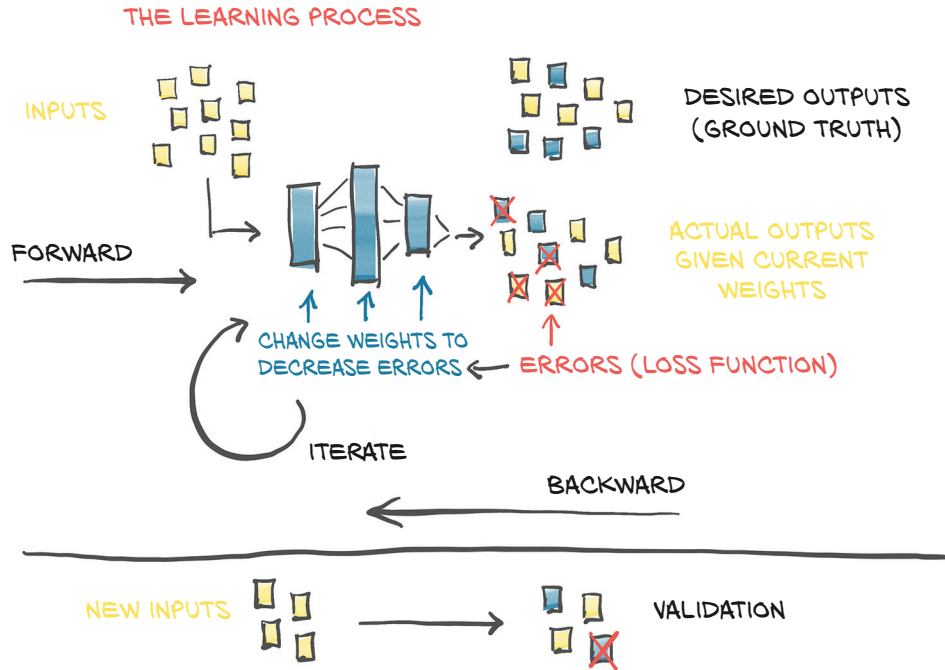 THE LEARNING PROCESS
INPUTS
DESIRED OUTPUTS
(GROUND TRUTH)
FORWARD
ACTUAL OUTPUTS
GIVEN CURRENT
WEIGHTS
CHANGE WEIGHTS TO
DECREASE ERRORS
ERRORS (LOSS FUNCTION)
ITERATE
BACKWARD
NEW INPUTS
VALIDATION